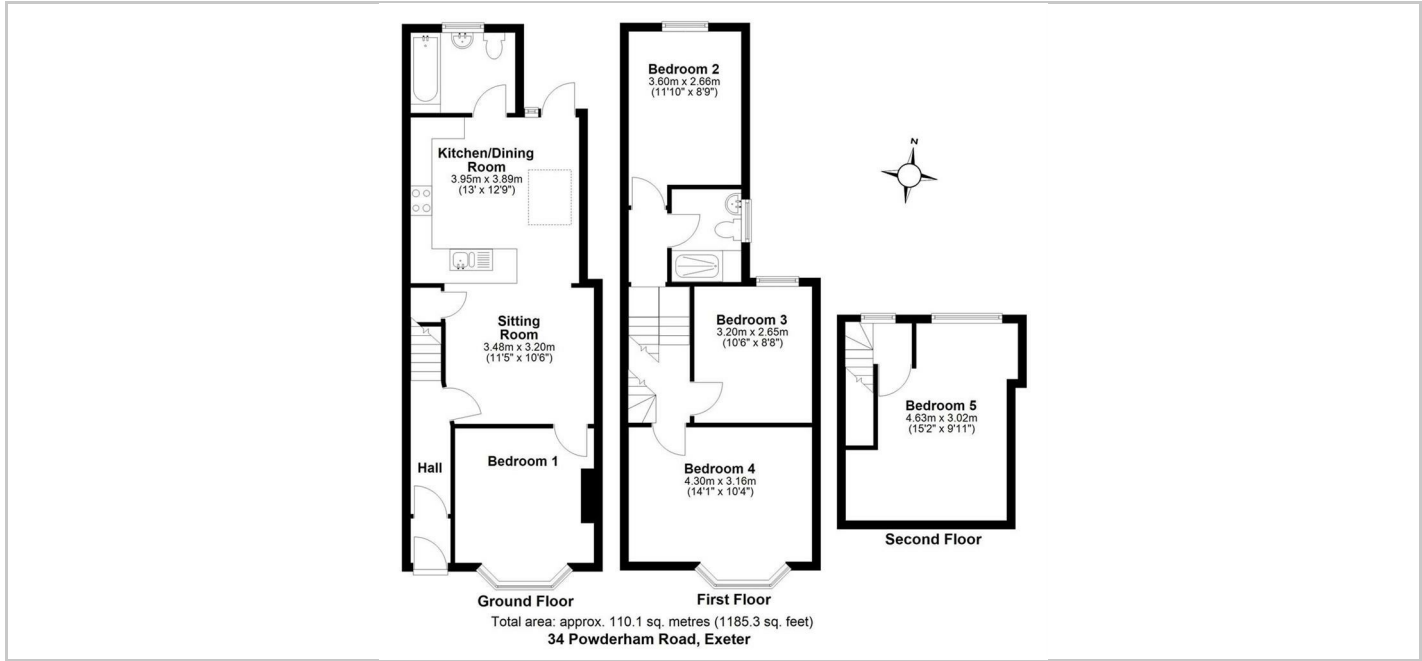 Kitchen/Dining
Room
3.95m x 3.89m
(13' x 12'9")
Sitting
Room
3.48m x 3.20m
(11'5" x 10'6")
Hall
Bedroom 1
Ground Floor
Bedroom 2
3.60m x 2.66m
(11'10" x 8'9")
Bedroom 3
3.20m x 2.65m
(10'6" x 8'8")
Bedroom 4
4.30m x 3.16m
(14'1" x 10'4")
First Floor
N
Bedroom 5
4.63m x 3.02m
(15'2" x 9'11")
Second Floor
Total area: approx. 110.1 sq. metres (1185.3 sq. feet)
34 Powderham Road, Exeter